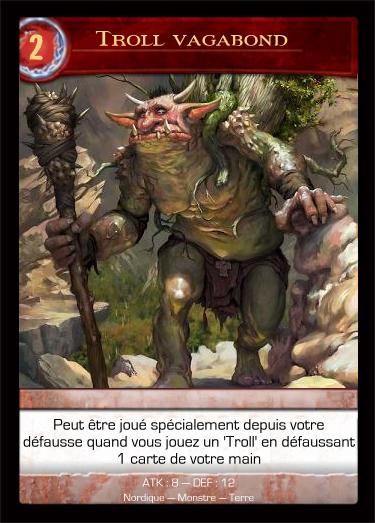 2
Troll vagabond
Peut être joué spécialement depuis votre
défausse quand vous jouez un 'Troll' en défaussant
1 carte de votre main
ATK : 8 – DEF : 12
Nordique – Monstre – Terre